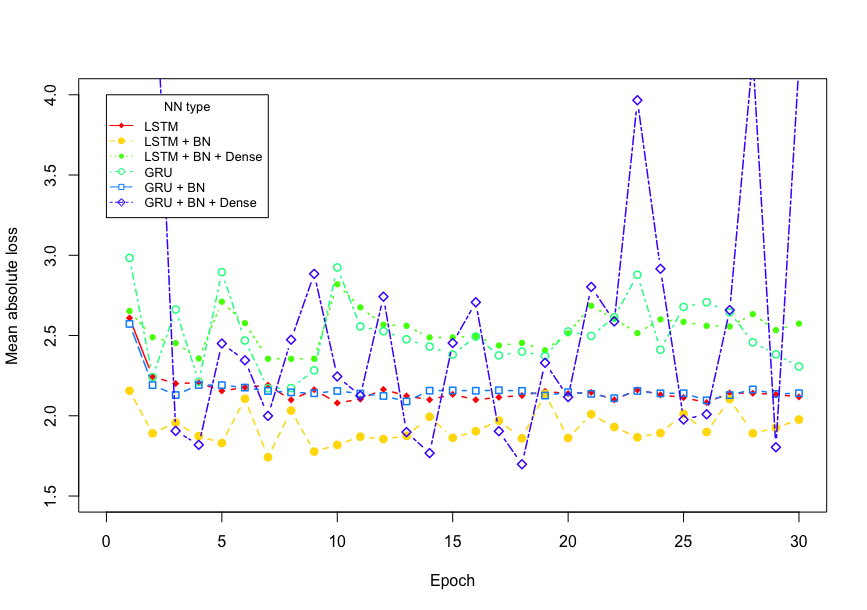 NN type
LSTM
LSTM + BN
LSTM + BN + Dense
GRU
GRU + BN
GRU + BN + Dense
Mean absolute loss
4.0
3.5
3.0
2.5
2.0
1.5
0 5 10 15 20 25 30
Epoch